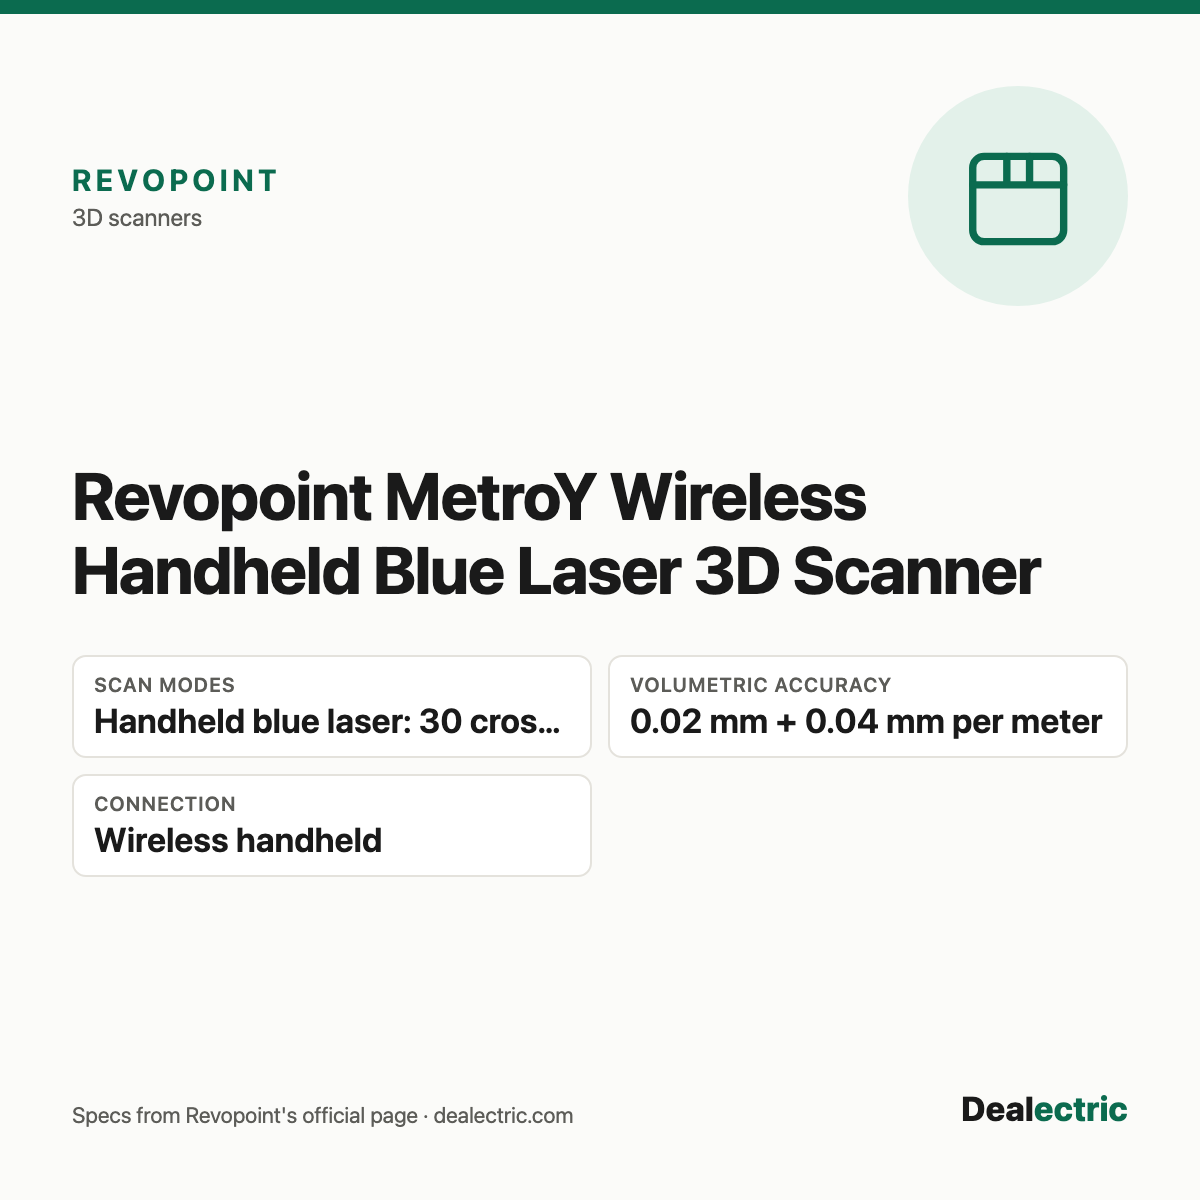 REVOPOINT
3D scanners
Revopoint MetroY Wireless
Handheld Blue Laser 3D Scanner
SCAN MODES
Handheld blue laser: 30 cros...
VOLUMETRIC ACCURACY
0.02 mm + 0.04 mm per meter
CONNECTION
Wireless handheld
Specs from Revopoint's official page · dealectric.com
Dealectric